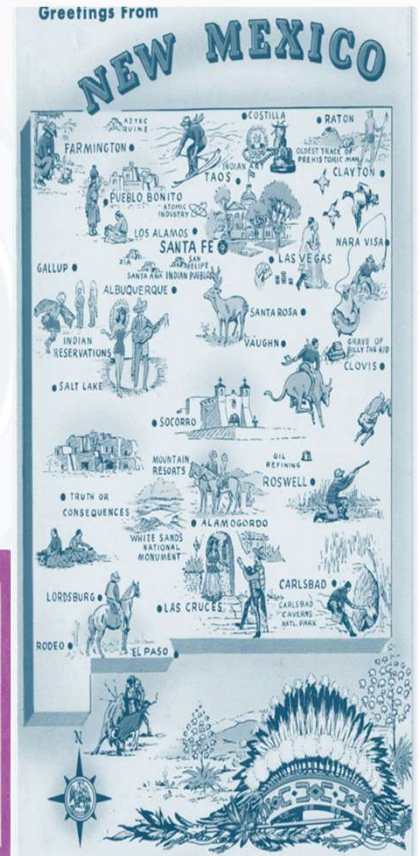 Greetings From
NEW MEXICO
AZTEC
RUINS
COSTILLA
RATON
FARMINGTON
INDIAN ART
OLDEST TRACE OF
PREHISTORIC MAN
TAOS
CLAYTON
PUEBLO BONITO
ATOMIC
INDUSTRY
LOS ALAMOS
SANTA FE
NARA VISA
GALLUP
ZIA
SAN
FELIPE
SANTA ANA INDIAN PUEBLO
LAS VEGAS
ALBUQUERQUE
SANTA ROSA
INDIAN
RESERVATIONS
VAUGHN
GRAVE OF
BILLY THE KID
CLOVIS
SALT LAKE
SOCORRO
MOUNTAIN
RESORTS
OIL
REFINING
ROSWELL
TRUTH OR
CONSEQUENCES
ALAMOGORDO
WHITE SANDS
NATIONAL
MONUMENT
CARLSBAD
LORDSBURG
LAS CRUCES
CARLSBAD
CAVERNS
NATL. PARK
RODEO
EL PASO
N